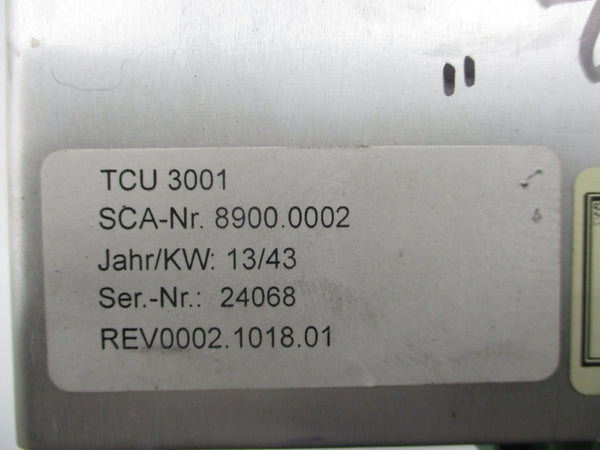 TCU 3001
SCA-Nr. 8900.0002
Jahr/KW: 13/43
Ser.-Nr.: 24068
REV0002.1018.01